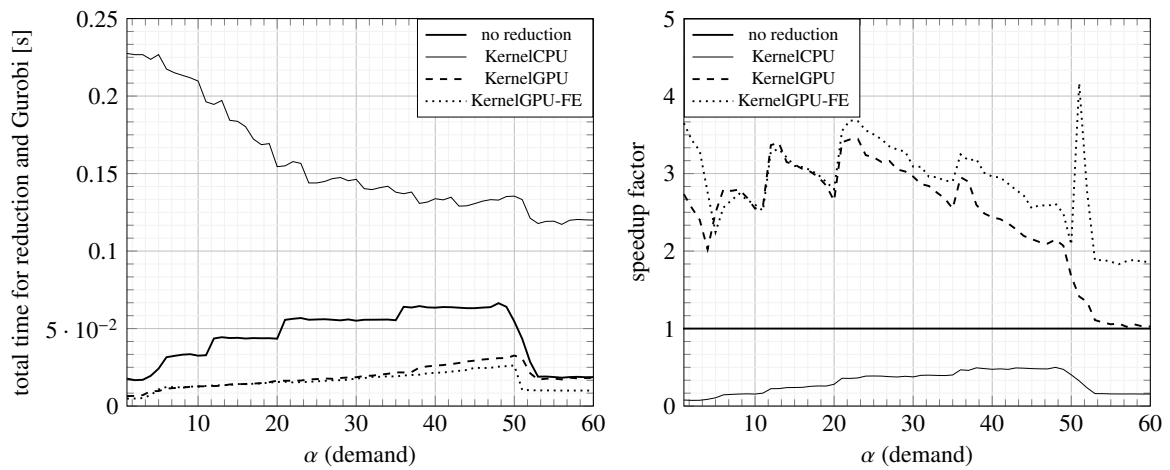 total time for reduction and Gurobi [s]
0.25
0.2
0.15
0.1
5 · 10⁻²
0
10 20 30 40 50 60
α (demand)
no reduction
KernelCPU
KernelGPU
KernelGPU-FE
speedup factor
5
4
3
2
1
0
10 20 30 40 50 60
α (demand)
no reduction
KernelCPU
KernelGPU
KernelGPU-FE